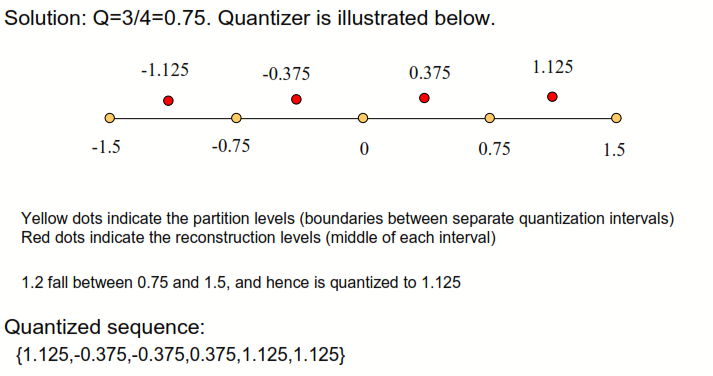 Solution: Q=3/4=0.75. Quantizer is illustrated below.
-1.125 -0.375 0.375 1.125
-1.5 -0.75 0 0.75 1.5
Yellow dots indicate the partition levels (boundaries between separate quantization intervals)
Red dots indicate the reconstruction levels (middle of each interval)
1.2 fall between 0.75 and 1.5, and hence is quantized to 1.125
Quantized sequence:
{1.125,-0.375,-0.375,0.375,1.125,1.125}